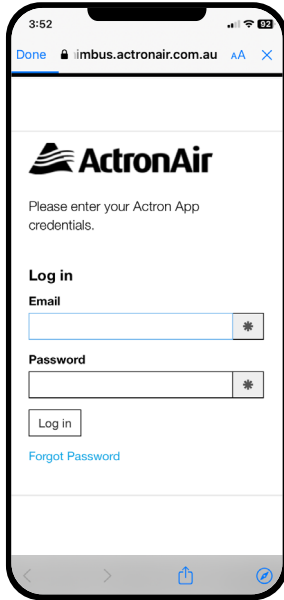 3:52 92
Done imbus.actronair.com.au AA
ActronAir
Please enter your Actron App
credentials.
Log in
Email
Password
Log in
Forgot Password